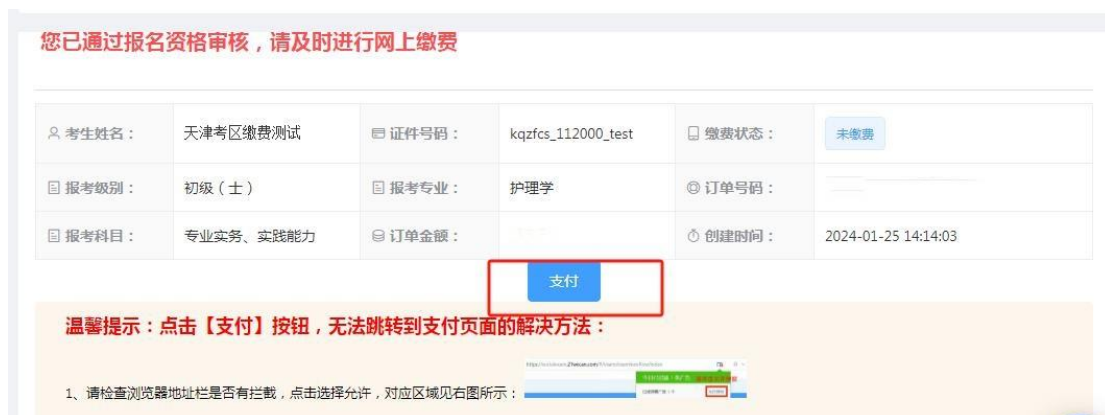 您已通过报名资格审核，请及时进行网上缴费
考生姓名： 天津考区缴费测试 证件号码： kqzfcs_112000_test 缴费状态： 未缴费
报考级别： 初级（士） 报考专业： 护理学 订单号码：
报考科目： 专业实务、实践能力 订单金额： 创建时间： 2024-01-25 14:14:03
支付
温馨提示：点击【支付】按钮，无法跳转到支付页面的解决方法：
1、请检查浏览器地址栏是否有拦截，点击选择允许，对应区域见右图所示：